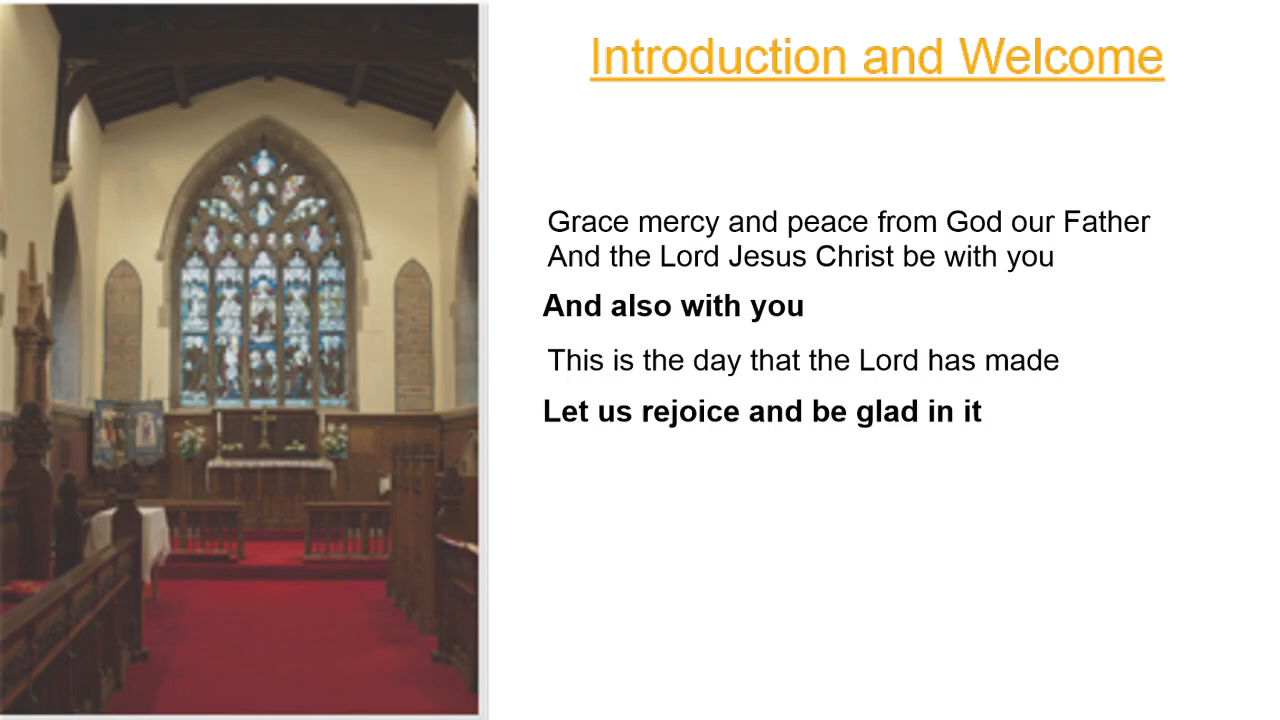 Introduction and Welcome
Grace mercy and peace from God our Father
And the Lord Jesus Christ be with you
And also with you
This is the day that the Lord has made
Let us rejoice and be glad in it